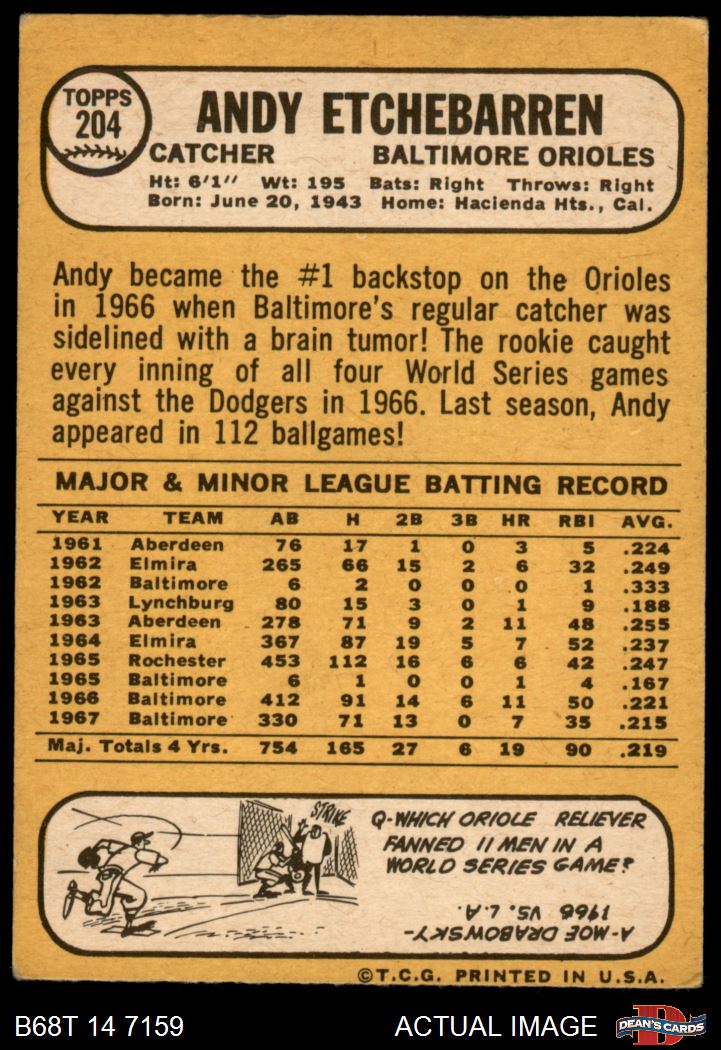 TOPPS
204
ANDY ETCHEBARREN
CATCHER BALTIMORE ORIOLES
Ht: 6'1" Wt: 195 Bats: Right Throws: Right
Born: June 20, 1943 Home: Hacienda Hts., Cal.
Andy became the #1 backstop on the Orioles
in 1966 when Baltimore's regular catcher was
sidelined with a brain tumor! The rookie caught
every inning of all four World Series games
against the Dodgers in 1966. Last season, Andy
appeared in 112 ballgames!
MAJOR & MINOR LEAGUE BATTING RECORD
YEAR TEAM AB H 2B 3B HR RBI AVG.
1961 Aberdeen 76 17 1 0 3 5 .224
1962 Elmira 265 66 15 2 6 32 .249
1962 Baltimore 6 2 0 0 0 1 .333
1963 Lynchburg 80 15 3 0 1 9 .188
1963 Aberdeen 278 71 9 2 11 48 .255
1964 Elmira 367 87 19 5 7 52 .237
1965 Rochester 453 112 16 6 6 42 .247
1965 Baltimore 6 1 0 0 1 4 .167
1966 Baltimore 412 91 14 6 11 50 .221
1967 Baltimore 330 71 13 0 7 35 .215
Maj. Totals 4 Yrs. 754 165 27 6 19 90 .219
STRIKE
Q-WHICH ORIOLE RELIEVER
FANNED 11 MEN IN A
WORLD SERIES GAME?
A-MOE DRABOWSKY-
1966 VS. L.A.
©T.C.G. PRINTED IN U.S.A.
B68T 14 7159 ACTUAL IMAGE
D
DEAN'S CARDS